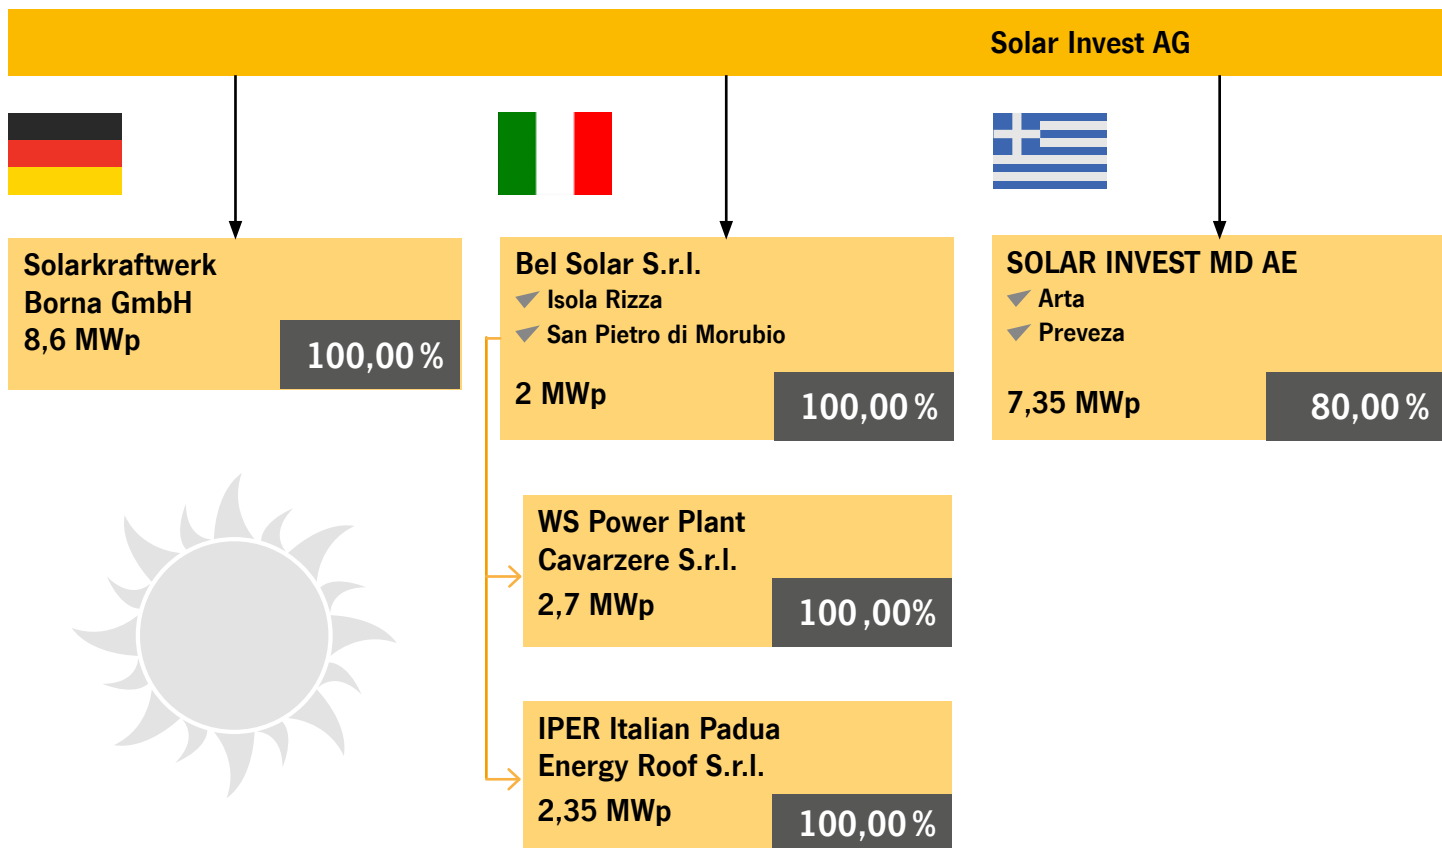 Solar Invest AG
Solarkraftwerk
Borna GmbH
8,6 MWp
100,00 %
Bel Solar S.r.l.
Isola Rizza
San Pietro di Morubio
2 MWp
100,00 %
WS Power Plant
Cavarzere S.r.l.
2,7 MWp
100,00%
IPER Italian Padua
Energy Roof S.r.l.
2,35 MWp
100,00 %
SOLAR INVEST MD AE
Arta
Preveza
7,35 MWp
80,00 %